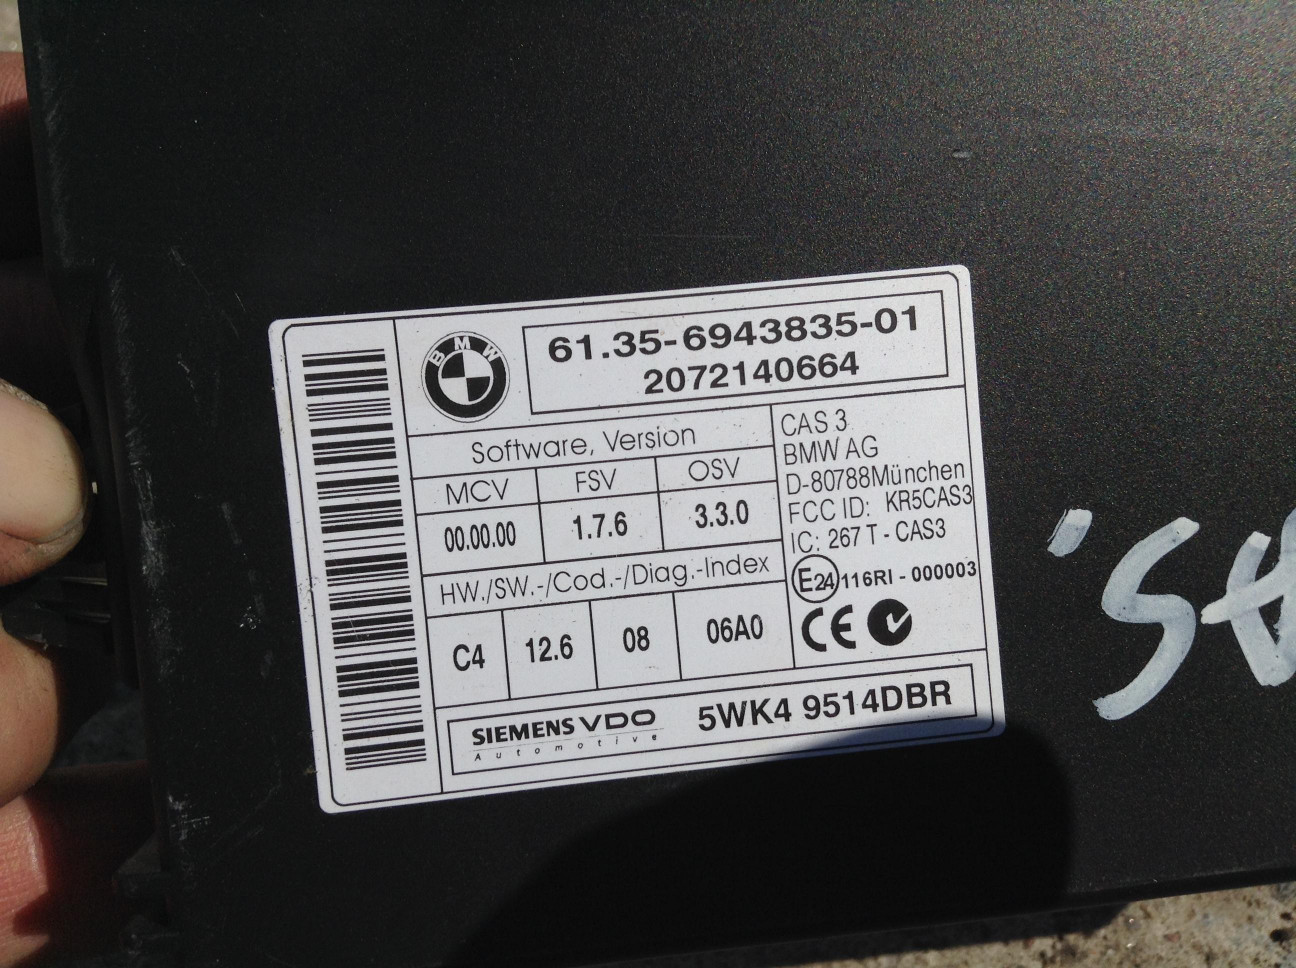 BMW
61.35-6943835-01
2072140664
Software, Version
MCV FSV OSV
00.00.00 1.7.6 3.3.0
HW./SW.-/Cod.-/Diag.-Index
C4 12.6 08 06A0
CAS 3
BMW AG
D-80788München
FCC ID: KR5CAS3
IC: 267 T - CAS3
E24 116RI - 000003
CE
SIEMENS VDO
Automotive
5WK4 9514DBR